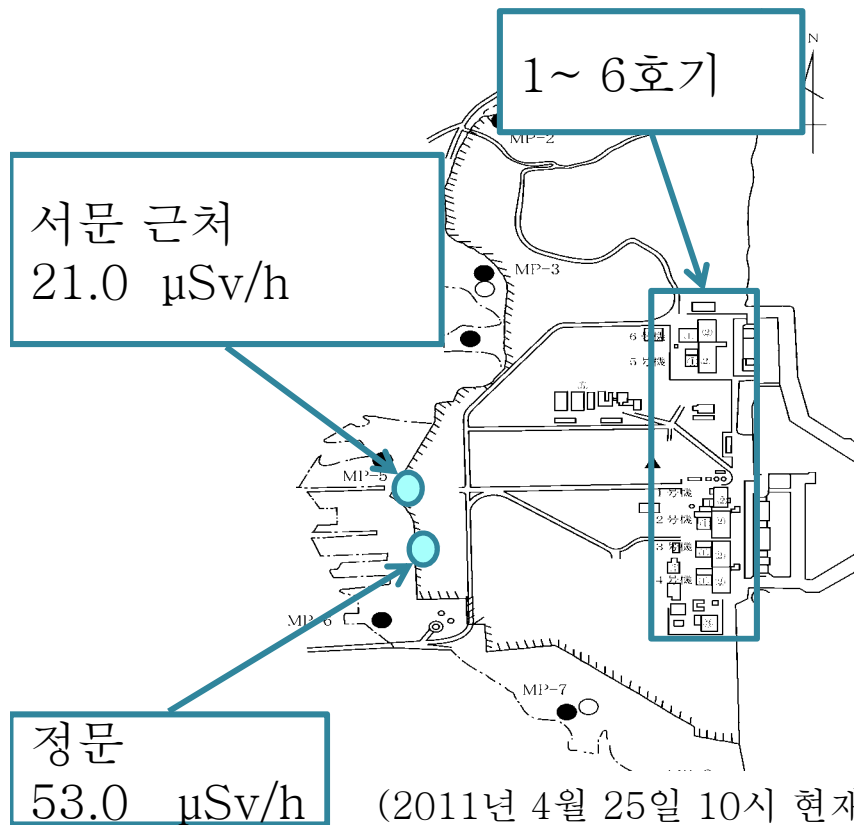 1~ 6호기
N
MP-2
서문 근처
21.0 µSv/h
MP-3
6号機
5号機
MP-5
1号機
2号機
3号機
4号機
MP-6
MP-7
정문
53.0 µSv/h
(2011년 4월 25일 10시 현재